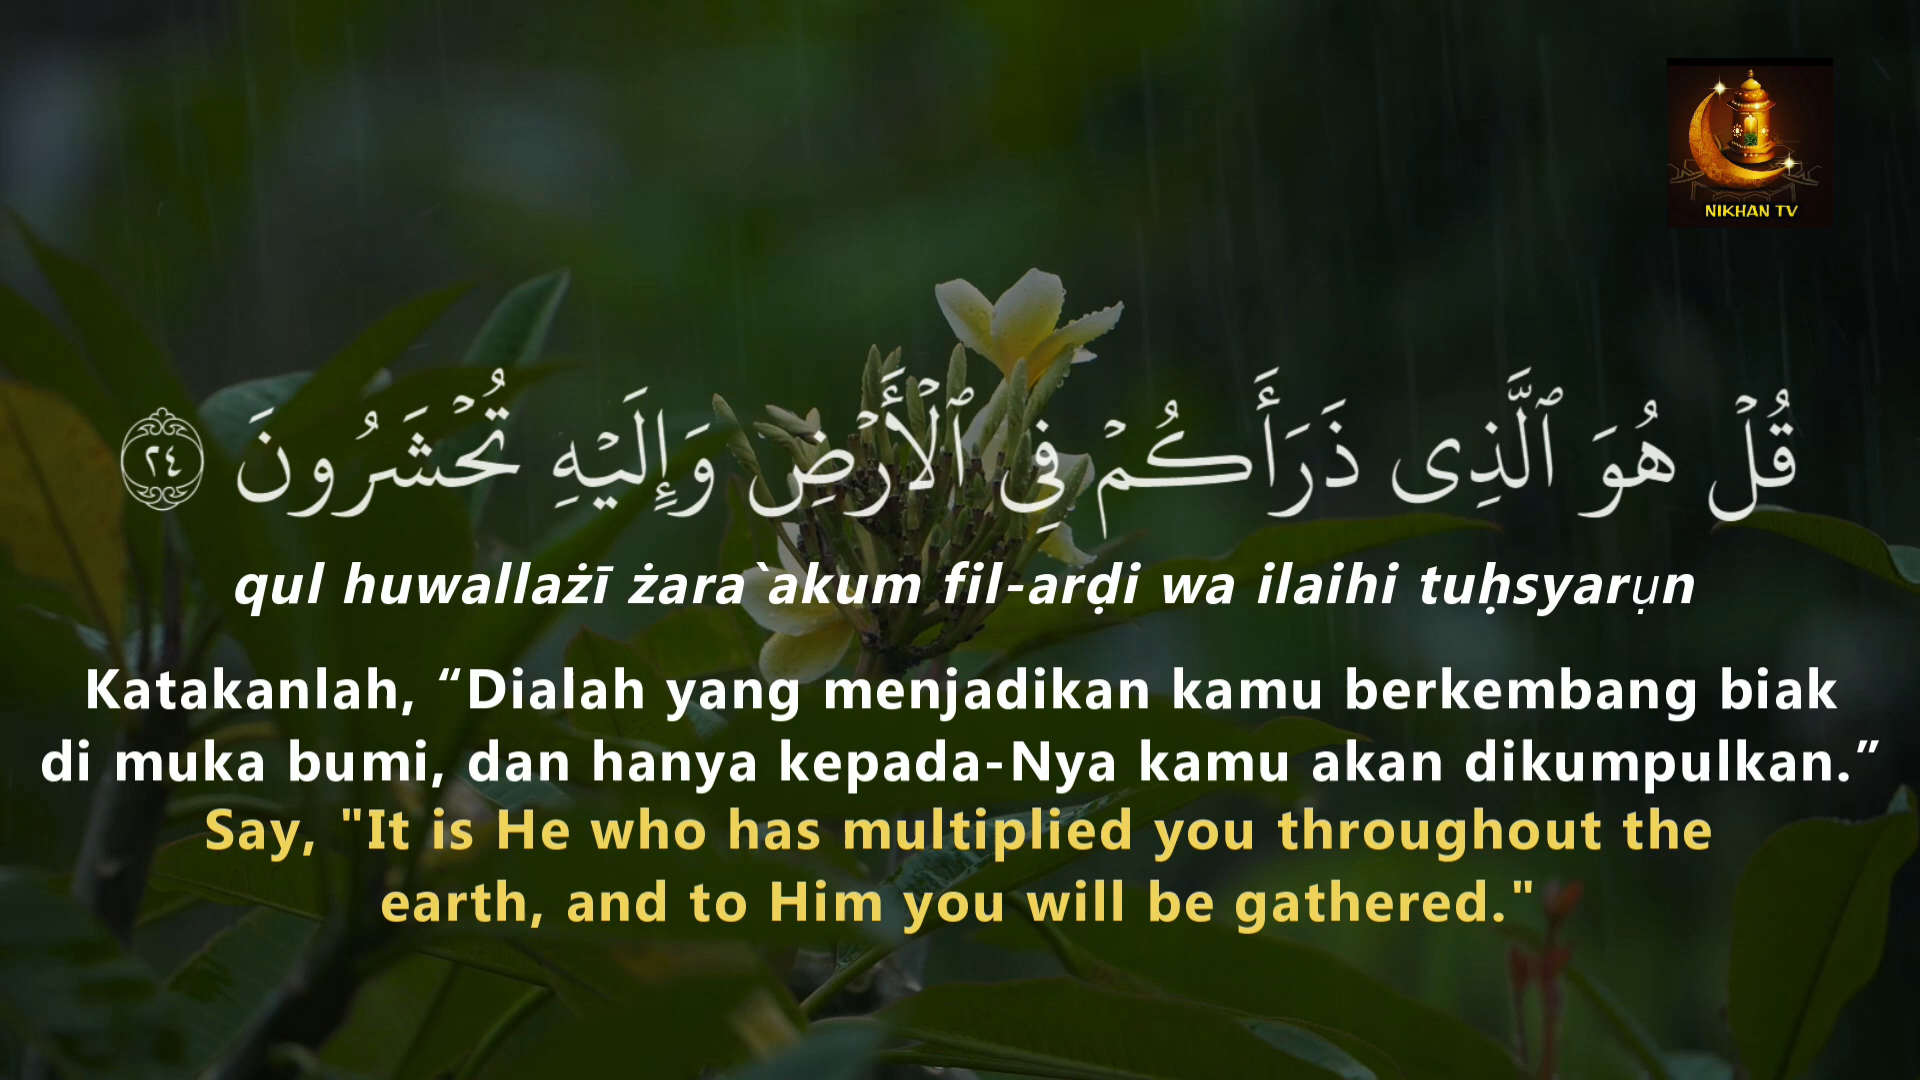 NIKHAN TV
قُلۡ هُوَ ٱلَّذِى ذَرَأَكُمۡ فِى ٱلۡأَرۡضِ وَإِلَيۡهِ تُحۡشَرُونَ ٢٤
qul huwallażī żara`akum fil-arḍi wa ilaihi tuḥsyarụn
Katakanlah, “Dialah yang menjadikan kamu berkembang biak
di muka bumi, dan hanya kepada-Nya kamu akan dikumpulkan.”
Say, "It is He who has multiplied you throughout the
earth, and to Him you will be gathered."